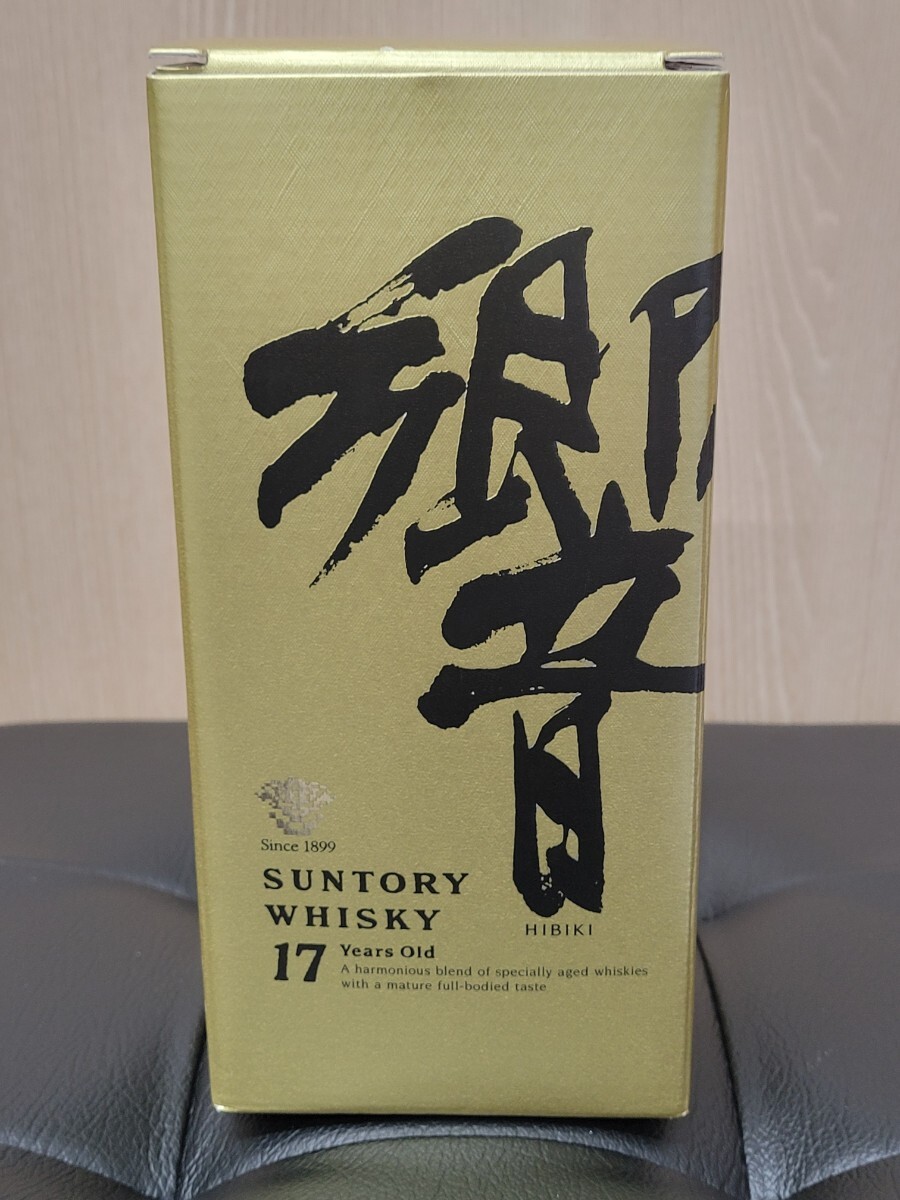 響
Since 1899
SUNTORY
WHISKY
HIBIKI
17 Years Old
A harmonious blend of specially aged whiskies
with a mature full-bodied taste